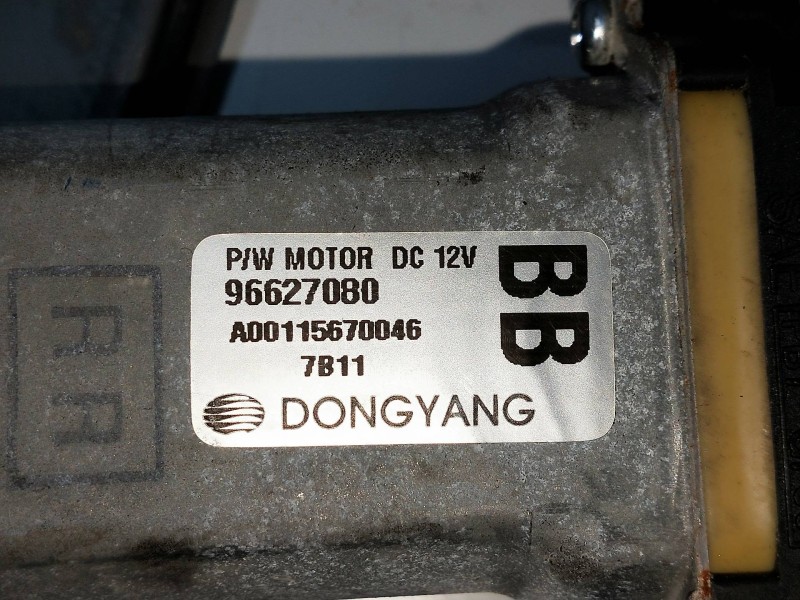 P/W MOTOR DC 12V
96627080
A00115670046
7B11
DONGYANG
BB
RR